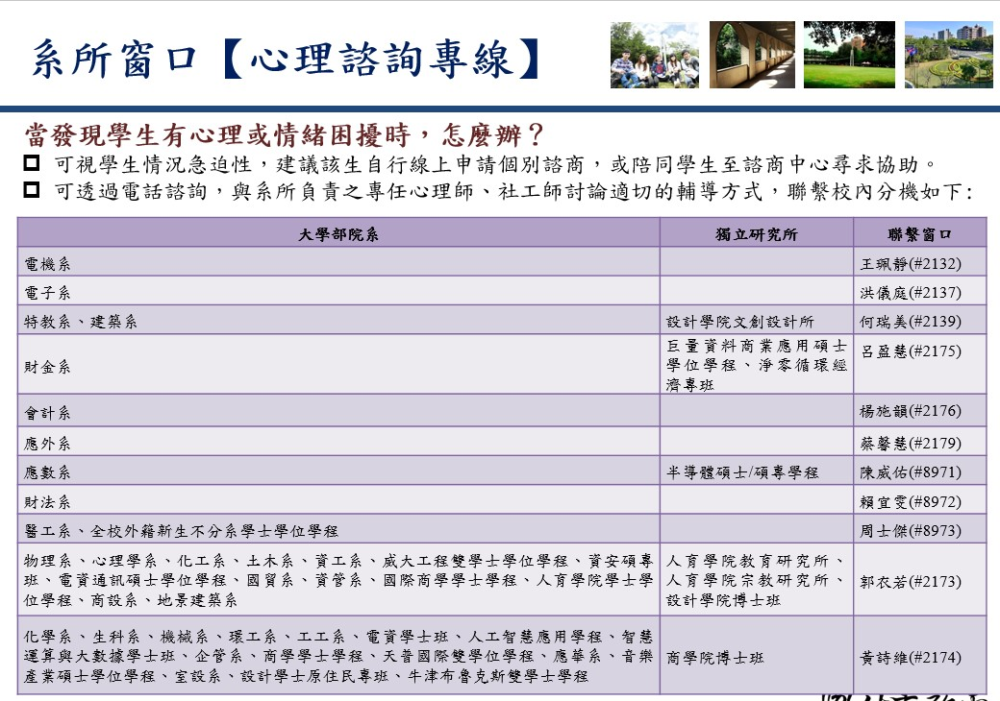 系所窗口【心理諮詢專線】
當發現學生有心理或情緒困擾時，怎麼辦？
可視學生情況急迫性，建議該生自行線上申請個別諮商，或陪同學生至諮商中心尋求協助。
可透過電話諮詢，與系所負責之專任心理師、社工師討論適切的輔導方式，聯繫校內分機如下:
大學部院系 獨立研究所 聯繫窗口
電機系 王珮靜(#2132)
電子系 洪儀庭(#2137)
特教系、建築系 設計學院文創設計所 何瑞美(#2139)
財金系
巨量資料商業應用碩士
學位學程、淨零循環經
濟專班
呂盈慧(#2175)
會計系 楊施韻(#2176)
應外系 蔡馨慧(#2179)
應數系 半導體碩士/碩專學程 陳威佑(#8971)
財法系 賴宜雯(#8972)
醫工系、全校外籍新生不分系學士學位學程 周士傑(#8973)
物理系、心理學系、化工系、土木系、資工系、威大工程雙學士學位學程、資安碩專
班、電資通訊碩士學位學程、國貿系、資管系、國際商學學士學程、人育學院學士學
位學程、商設系、地景建築系
人育學院教育研究所、
人育學院宗教研究所、
設計學院博士班
郭衣若(#2173)
化學系、生科系、機械系、環工系、工工系、電資學士班、人工智慧應用學程、智慧
運算與大數據學士班、企管系、商學學士學程、天普國際雙學位學程、應華系、音樂
產業碩士學位學程、室設系、設計學士原住民專班、牛津布魯克斯雙學士學程
商學院博士班
黃詩維(#2174)